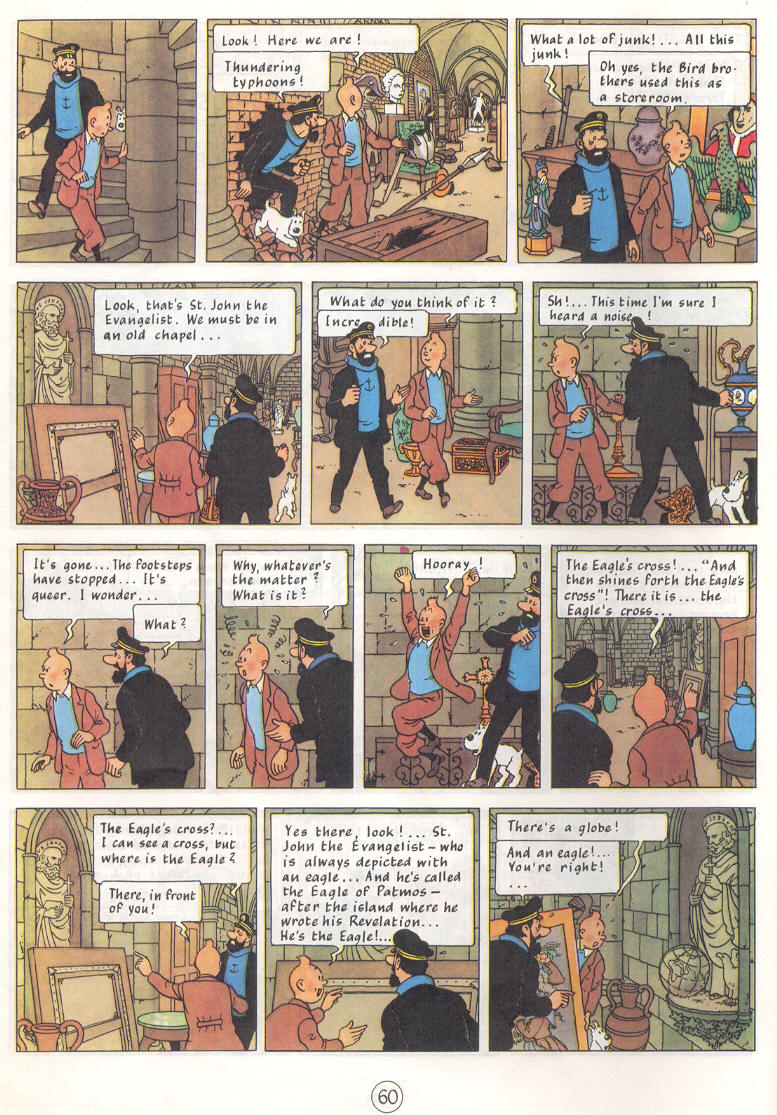 Look! Here we are!
Thundering
typhoons!
What a lot of junk!... All this
junk!
Oh yes, the Bird bro-
thers used this as
a storeroom.
Look, that's St. John the
Evangelist. We must be in
an old chapel...
What do you think of it?
Incre dible!
Sh!... This time I'm sure I
heard a noise !
It's gone... The footsteps
have stopped... It's
queer. I wonder...
What?
Why, whatever's
the matter?
What is it?
Hooray!
The Eagle's cross!... "And
then shines forth the Eagle's
cross"! There it is... the
Eagle's cross...
The Eagle's cross?...
I can see a cross, but
where is the Eagle?
There, in front
of you!
Yes there, look!... St.
John the Evangelist – who
is always depicted with
an eagle... And he's called
the Eagle of Patmos –
after the island where he
wrote his Revelation...
He's the Eagle!...
There's a globe!
And an eagle!...
You're right!
...
60